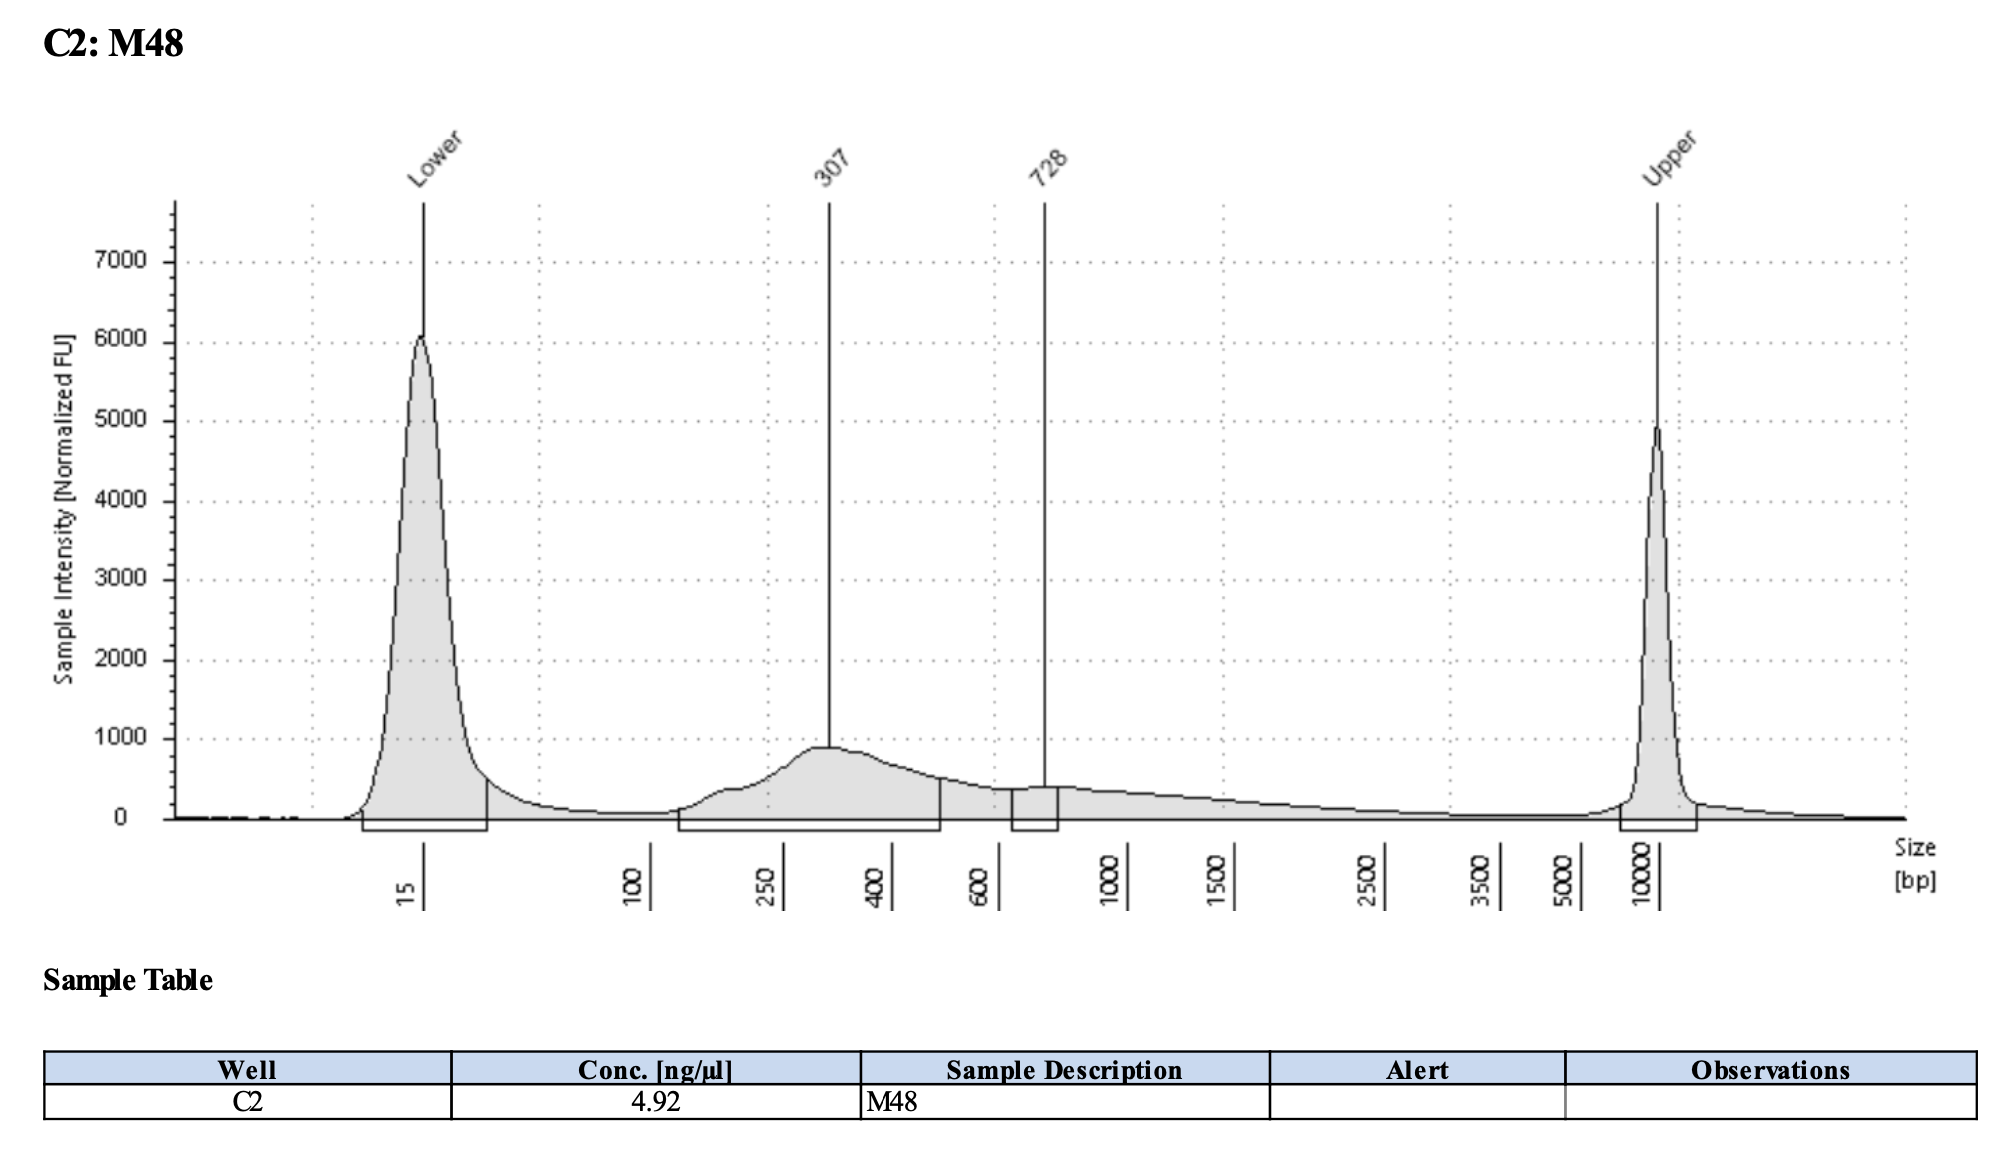 C2: M48
Lower
307
728
Upper
Sample Intensity [Normalized FU]
7000
6000
5000
4000
3000
2000
1000
0
15
100
250
400
600
1000
1500
2500
3500
5000
10000
Size
[bp]
Sample Table
Well Conc. [ng/µl] Sample Description Alert Observations
C2 4.92 M48